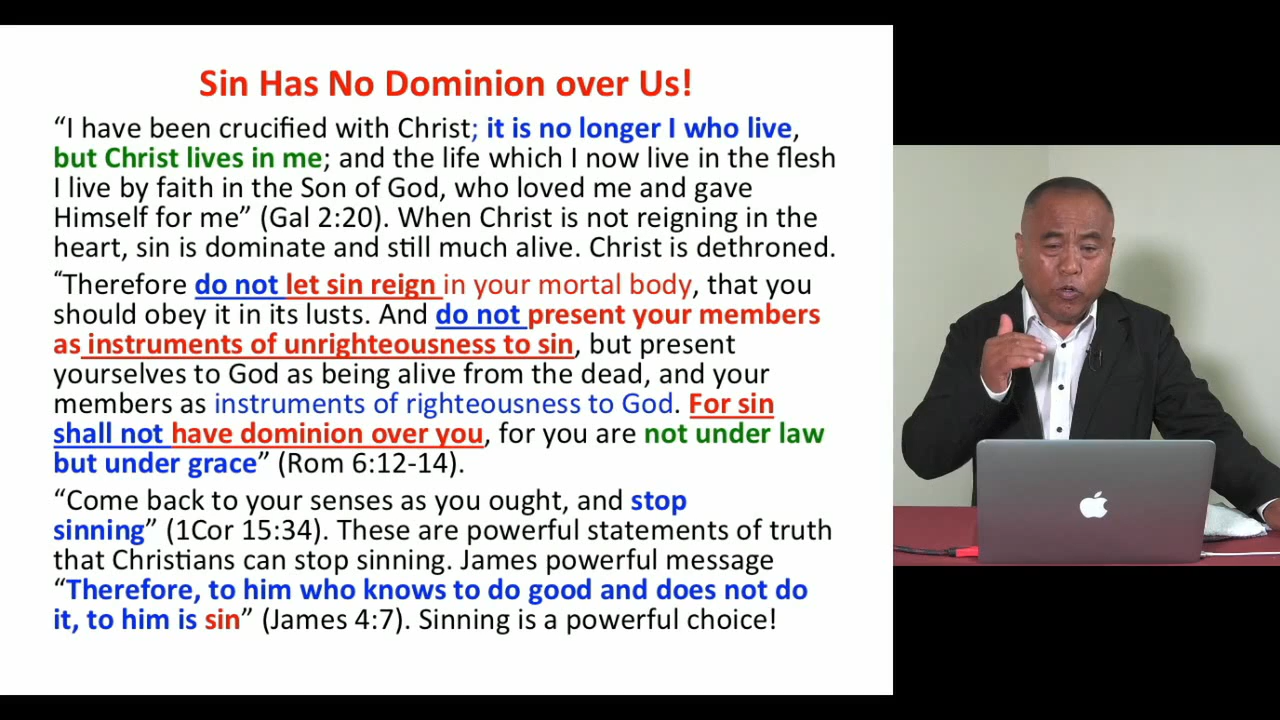 Sin Has No Dominion over Us!
“I have been crucified with Christ; it is no longer I who live,
but Christ lives in me; and the life which I now live in the flesh
I live by faith in the Son of God, who loved me and gave
Himself for me” (Gal 2:20). When Christ is not reigning in the
heart, sin is dominate and still much alive. Christ is dethroned.
“Therefore do not let sin reign in your mortal body, that you
should obey it in its lusts. And do not present your members
as instruments of unrighteousness to sin, but present
yourselves to God as being alive from the dead, and your
members as instruments of righteousness to God. For sin
shall not have dominion over you, for you are not under law
but under grace” (Rom 6:12-14).
“Come back to your senses as you ought, and stop
sinning” (1Cor 15:34). These are powerful statements of truth
that Christians can stop sinning. James powerful message
“Therefore, to him who knows to do good and does not do
it, to him is sin” (James 4:7). Sinning is a powerful choice!